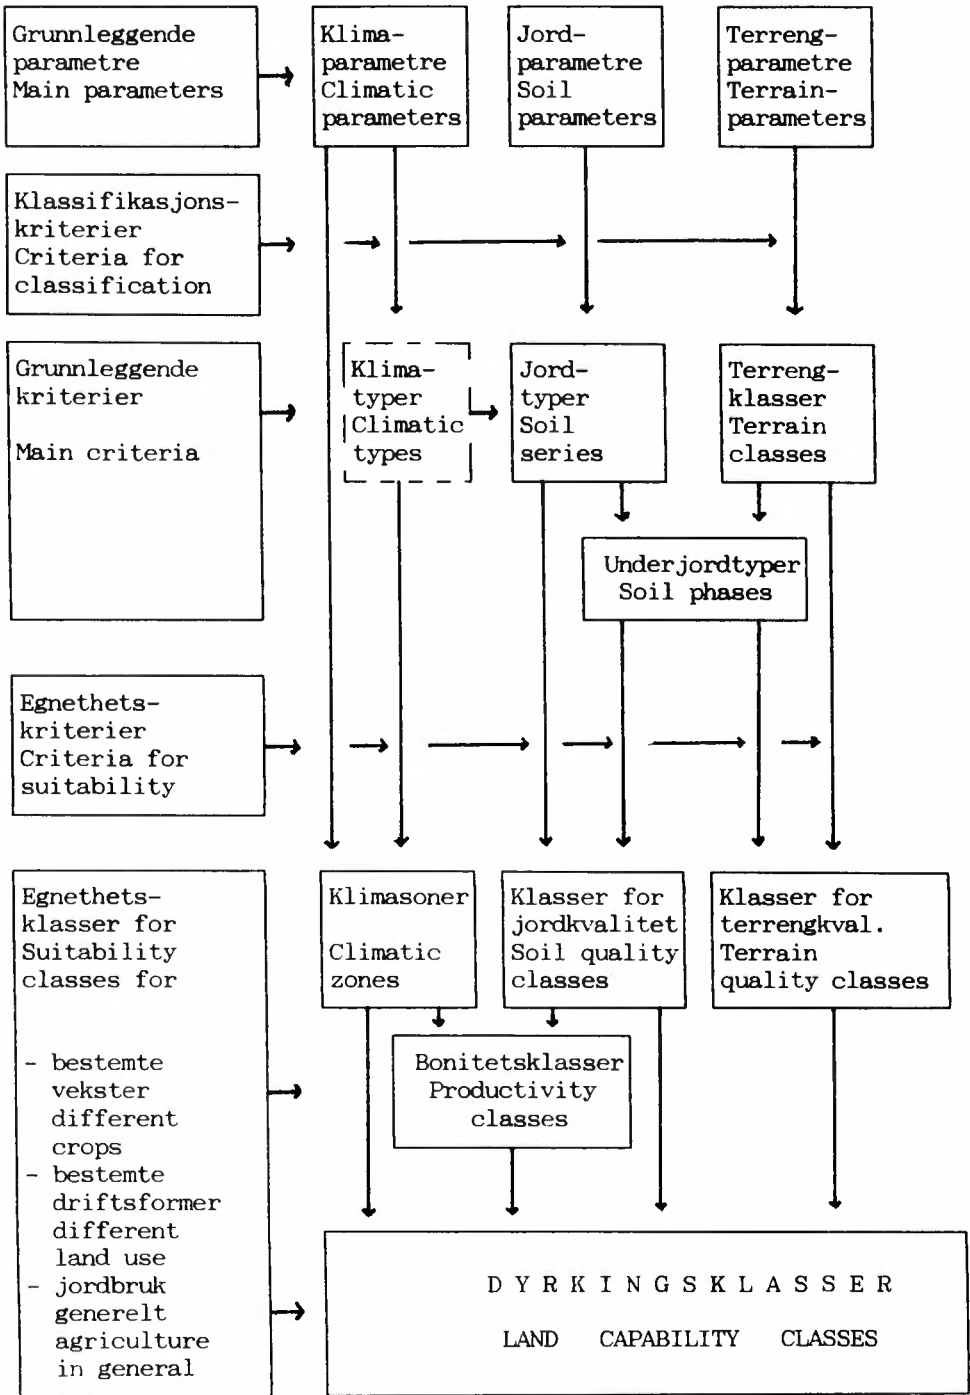 Grunnleggende
parametre
Main parameters
Klima-
parametre
Climatic
parameters
Jord-
parametre
Soil
parameters
Terreng-
parametre
Terrain-
parameters
Klassifikasjons-
kriterier
Criteria for
classification
Grunnleggende
kriterier
Main criteria
Klima-
typer
Climatic
types
Jord-
typer
Soil
series
Terreng-
klasser
Terrain
classes
Underjordtyper
Soil phases
Egnethets-
kriterier
Criteria for
suitability
Egnethets-
klasser for
Suitability
classes for
- bestemte
vekster
different
crops
- bestemte
driftsformer
different
land use
- jordbruk
generelt
agriculture
in general
Klimasoner
Climatic
zones
Klasser for
jordkvalitet
Soil quality
classes
Klasser for
terrengkval.
Terrain
quality classes
Bonitetsklasser
Productivity
classes
D Y R K I N G S K L A S S E R
LAND CAPABILITY CLASSES